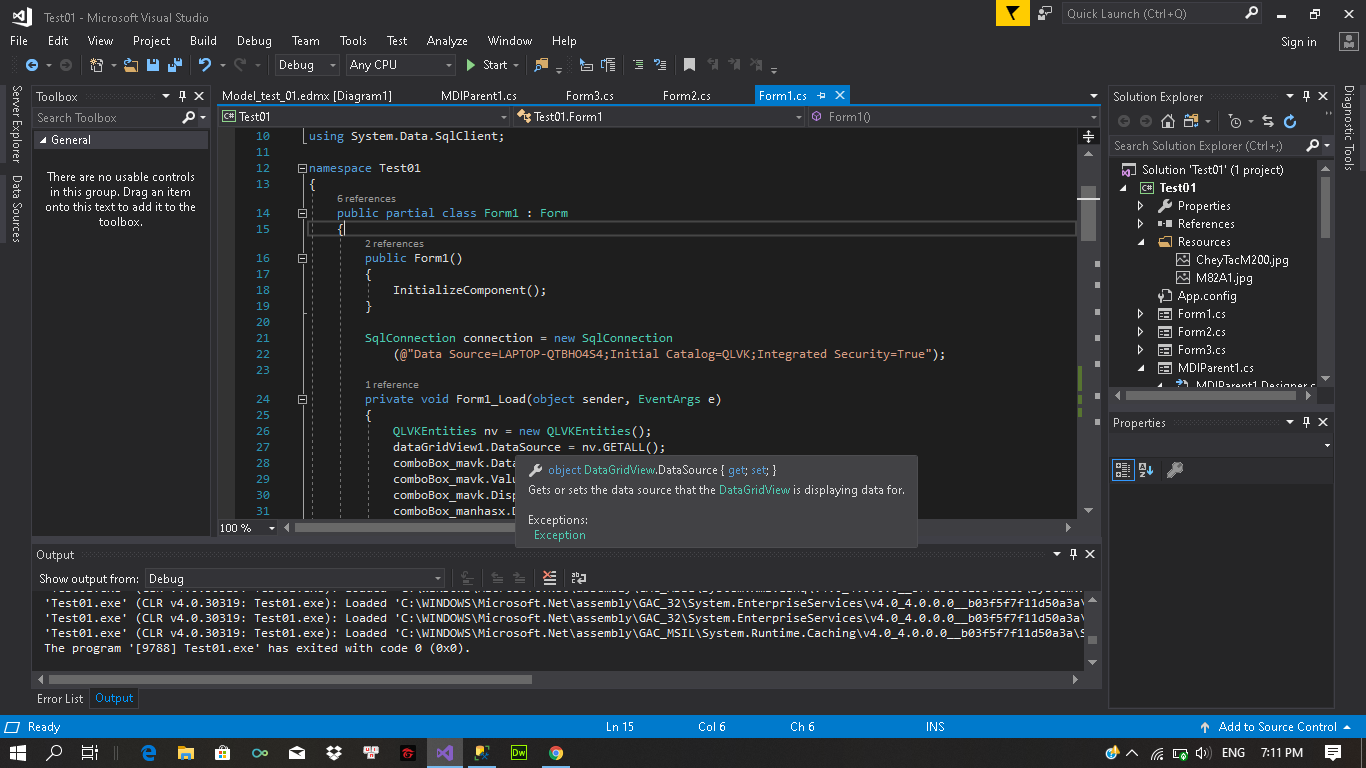 Test01 - Microsoft Visual Studio
Quick Launch (Ctrl+Q)
File Edit View Project Build Debug Team Tools Test Analyze Window Help
Sign in
Debug Any CPU Start
Server Explorer
Data Sources
Toolbox
Search Toolbox
General
There are no usable controls
in this group. Drag an item
onto this text to add it to the
toolbox.
Model_test_01.edmx [Diagram1] MDIParent1.cs Form3.cs Form2.cs Form1.cs
Test01 Test01.Form1 Form1()
10 using System.Data.SqlClient;
11
12 namespace Test01
13 {
6 references
14 public partial class Form1 : Form
15 {
2 references
16 public Form1()
17 {
18 InitializeComponent();
19 }
20
21 SqlConnection connection = new SqlConnection
22 (@"Data Source=LAPTOP-QTBHO4S4;Initial Catalog=QLVK;Integrated Security=True");
23
1 reference
24 private void Form1_Load(object sender, EventArgs e)
25 {
26 QLVKEntities nv = new QLVKEntities();
27 dataGridView1.DataSource = nv.GETALL();
28 comboBox_mavk.Data
29 comboBox_mavk.Valu
30 comboBox_mavk.Disp
31 comboBox_manhasx.D
object DataGridView.DataSource { get; set; }
Gets or sets the data source that the DataGridView is displaying data for.
Exceptions:
Exception
100 %
Solution Explorer
Search Solution Explorer (Ctrl+;)
Solution 'Test01' (1 project)
Test01
Properties
References
Resources
CheyTacM200.jpg
M82A1.jpg
App.config
Form1.cs
Form2.cs
Form3.cs
MDIParent1.cs
MDIParent1.Designer.c
Diagnostic Tools
Properties
Output
Show output from: Debug
'Test01.exe' (CLR v4.0.30319: Test01.exe): Loaded 'C:\WINDOWS\Microsoft.Net\assembly\GAC_32\System.EnterpriseServices\v4.0_4.0.0.0__b03f5f7f11d50a3a\
'Test01.exe' (CLR v4.0.30319: Test01.exe): Loaded 'C:\WINDOWS\Microsoft.Net\assembly\GAC_32\System.EnterpriseServices\v4.0_4.0.0.0__b03f5f7f11d50a3a\
'Test01.exe' (CLR v4.0.30319: Test01.exe): Loaded 'C:\WINDOWS\Microsoft.Net\assembly\GAC_MSIL\System.Runtime.Caching\v4.0_4.0.0.0__b03f5f7f11d50a3a\S
The program '[9788] Test01.exe' has exited with code 0 (0x0).
Error List Output
Ready Ln 15 Col 6 Ch 6 INS Add to Source Control
Dw
ENG 7:11 PM